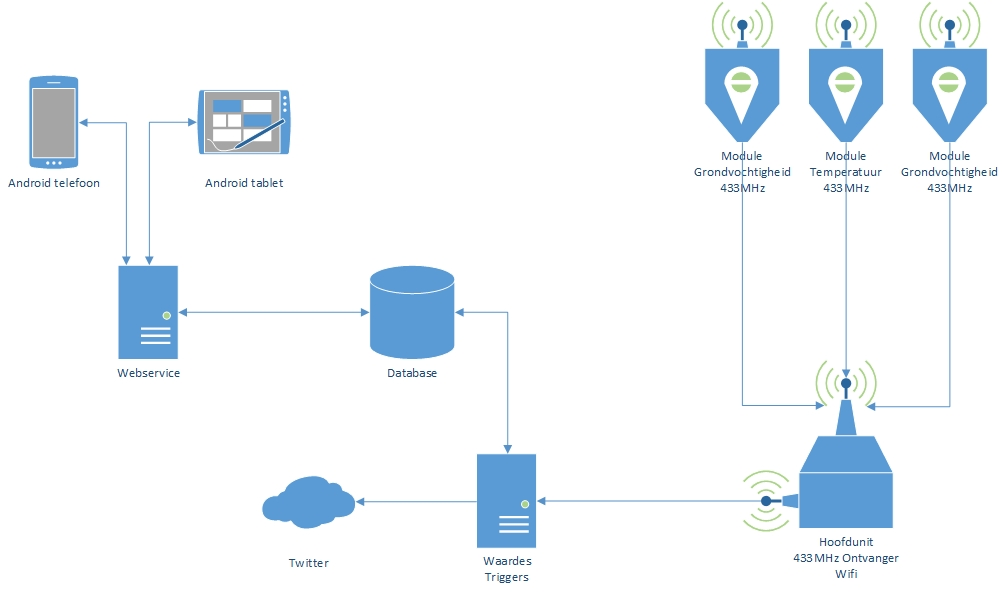 Module
Grondvochtigheid
433MHz
Module
Temperatuur
433MHz
Module
Grondvochtigheid
433MHz
Android telefoon
Android tablet
Webservice
Database
Twitter
Waardes
Triggers
Hoofdunit
433MHz Ontvanger
Wifi